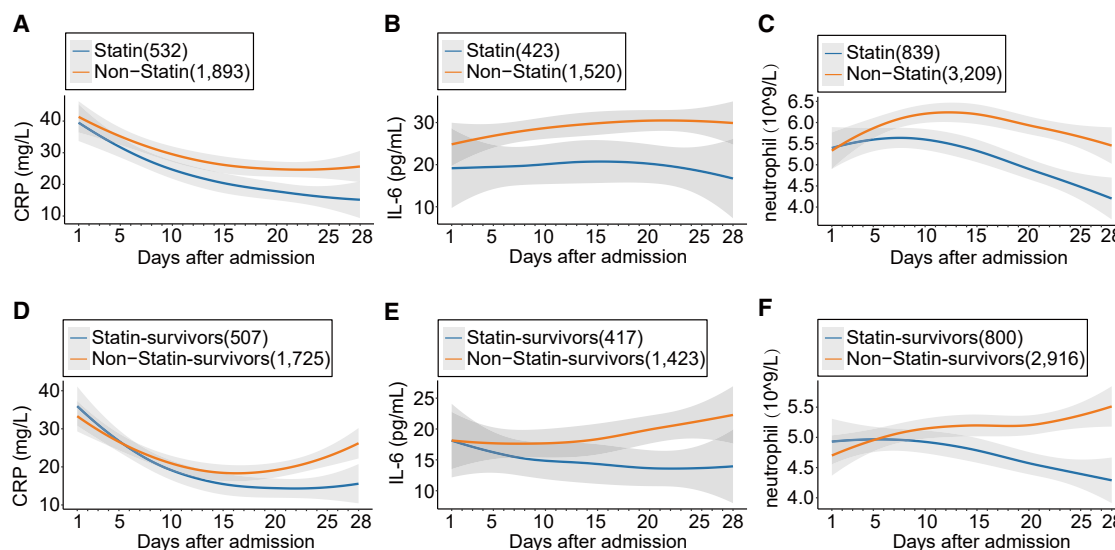 A
Statin(532)
Non−Statin(1,893)
CRP (mg/L)
40
30
20
10
1 5 10 15 20 25 28
Days after admission
B
Statin(423)
Non−Statin(1,520)
IL-6 (pg/mL)
30
20
10
1 5 10 15 20 25 28
Days after admission
C
Statin(839)
Non−Statin(3,209)
neutrophil (10^9/L)
6.5
6.0
5.5
5.0
4.5
4.0
1 5 10 15 20 25 28
Days after admission
D
Statin-survivors(507)
Non−Statin-survivors(1,725)
CRP (mg/L)
40
30
20
10
1 5 10 15 20 25 28
Days after admission
E
Statin-survivors(417)
Non−Statin-survivors(1,423)
IL-6 (pg/mL)
30
25
20
15
10
1 5 10 15 20 25 28
Days after admission
F
Statin-survivors(800)
Non−Statin-survivors(2,916)
neutrophil (10^9/L)
5.5
5.0
4.5
4.0
1 5 10 15 20 25 28
Days after admission